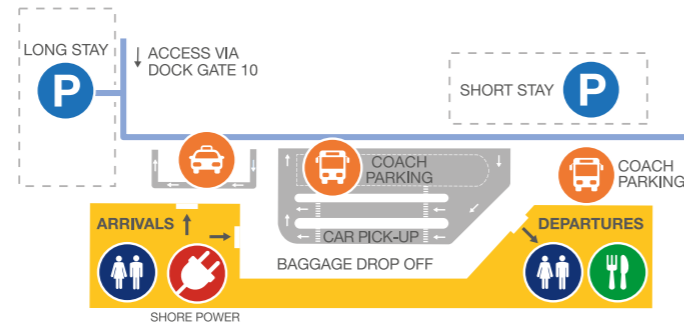 LONG STAY
P
ACCESS VIA
DOCK GATE 10
SHORT STAY
P
COACH
PARKING
COACH
PARKING
ARRIVALS
CAR PICK-UP
DEPARTURES
BAGGAGE DROP OFF
SHORE POWER